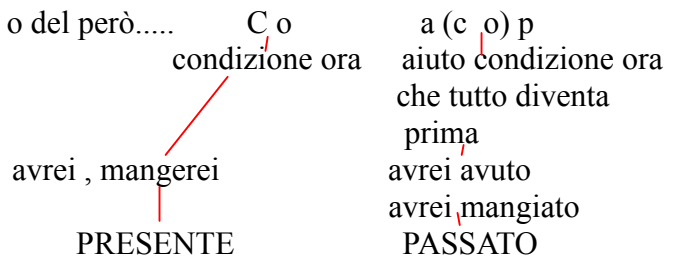 o del però..... C o a (c o) p
condizione ora aiuto condizione ora
che tutto diventa
prima
avrei , mangerei avrei avuto
avrei mangiato
PRESENTE PASSATO